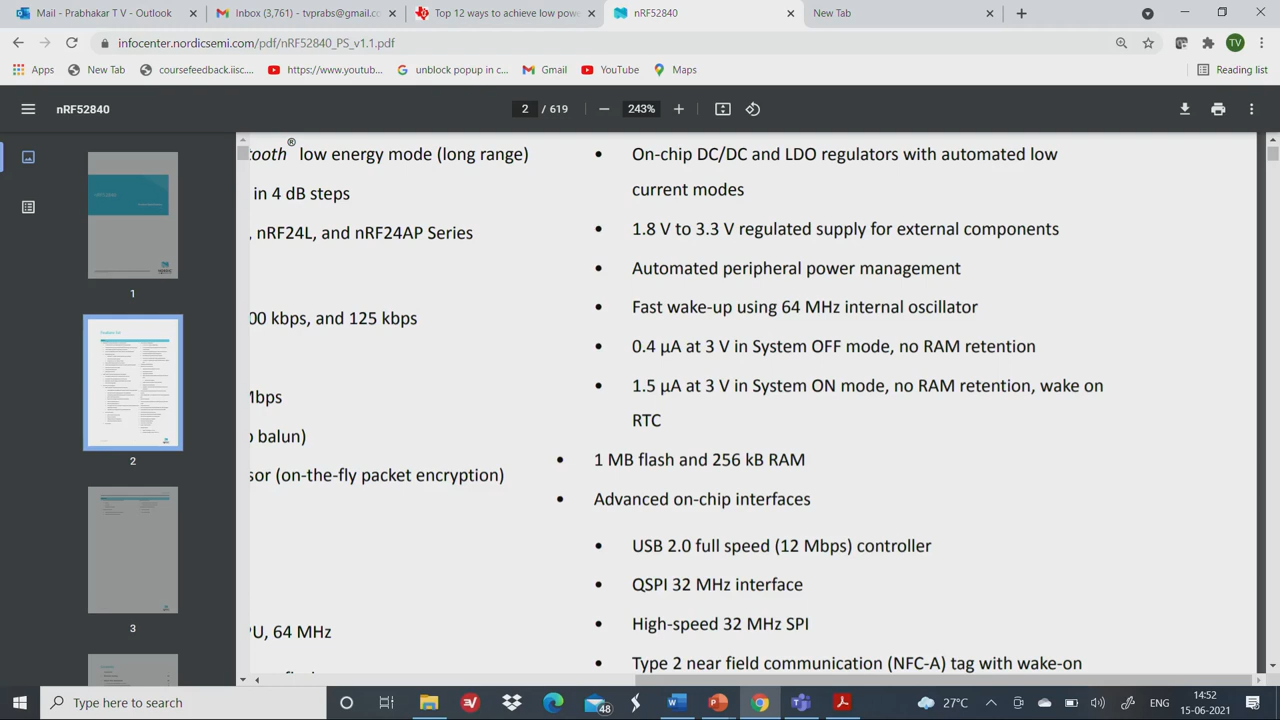 Mail - Prabhakar T V - Outlook
Inbox (3,761) - tvprabs@gmail.co
Top 12 ways to achieve low powe
nRF52840
New Tab
infocenter.nordicsemi.com/pdf/nRF52840_PS_v1.1.pdf
TV
Apps
New Tab
coursefeedback.iisc....
https://www.youtub...
unblock popup in c...
Gmail
YouTube
Maps
Reading list
nRF52840
2 / 619
243%
1
2
3
ooth® low energy mode (long range)
in 4 dB steps
, nRF24L, and nRF24AP Series
00 kbps, and 125 kbps
Mbps
balun)
sor (on-the-fly packet encryption)
PU, 64 MHz
• On-chip DC/DC and LDO regulators with automated low
current modes
• 1.8 V to 3.3 V regulated supply for external components
• Automated peripheral power management
• Fast wake-up using 64 MHz internal oscillator
• 0.4 µA at 3 V in System OFF mode, no RAM retention
• 1.5 µA at 3 V in System ON mode, no RAM retention, wake on
RTC
• 1 MB flash and 256 kB RAM
• Advanced on-chip interfaces
• USB 2.0 full speed (12 Mbps) controller
• QSPI 32 MHz interface
• High-speed 32 MHz SPI
• Type 2 near field communication (NFC-A) tag with wake-on
Type here to search
48
27°C
ENG
14:52
15-06-2021